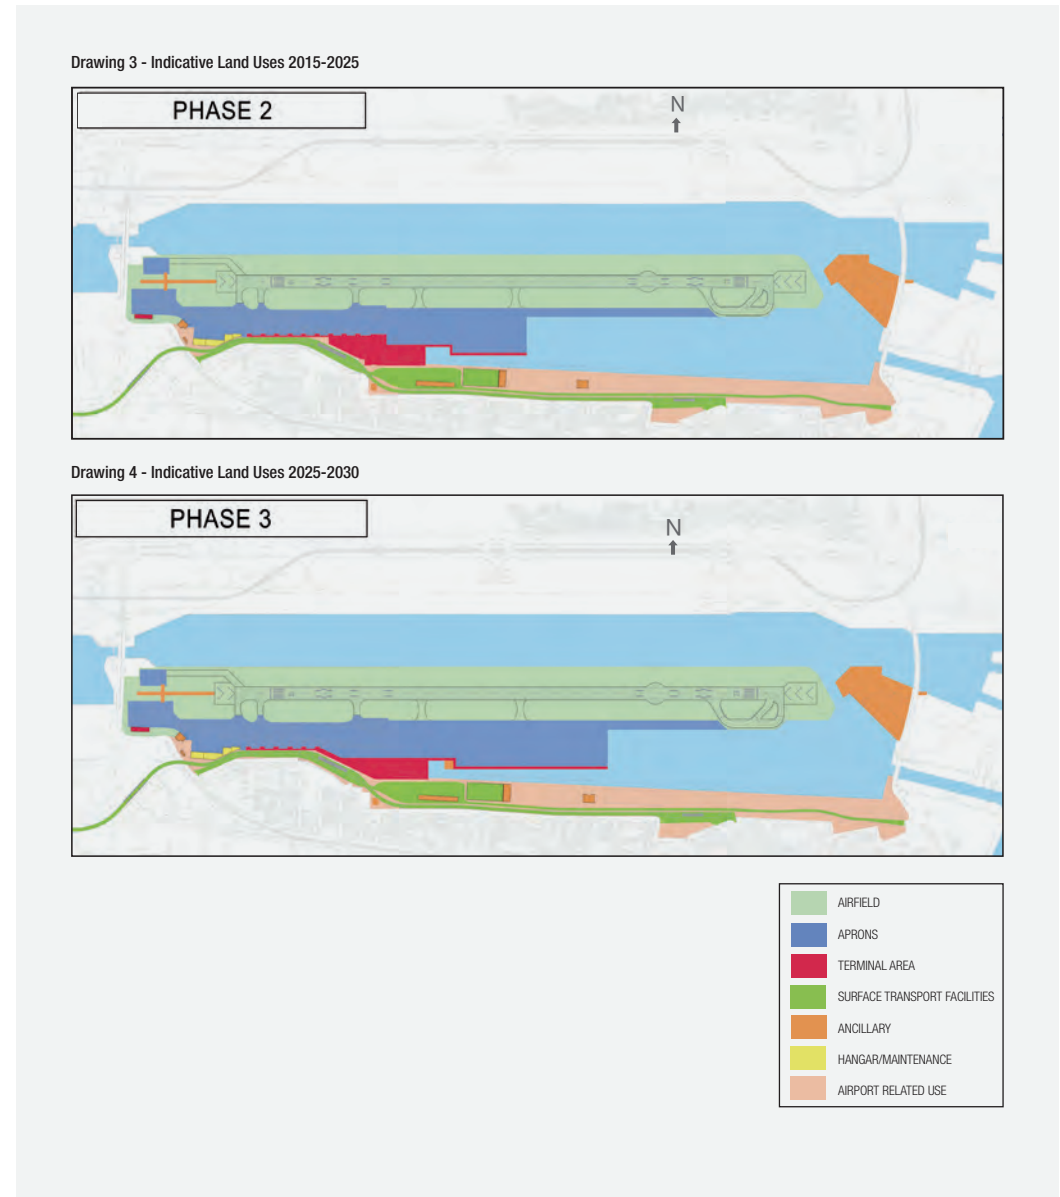 Drawing 3 - Indicative Land Uses 2015-2025
PHASE 2
N
Drawing 4 - Indicative Land Uses 2025-2030
PHASE 3
N
AIRFIELD
APRONS
TERMINAL AREA
SURFACE TRANSPORT FACILITIES
ANCILLARY
HANGAR/MAINTENANCE
AIRPORT RELATED USE